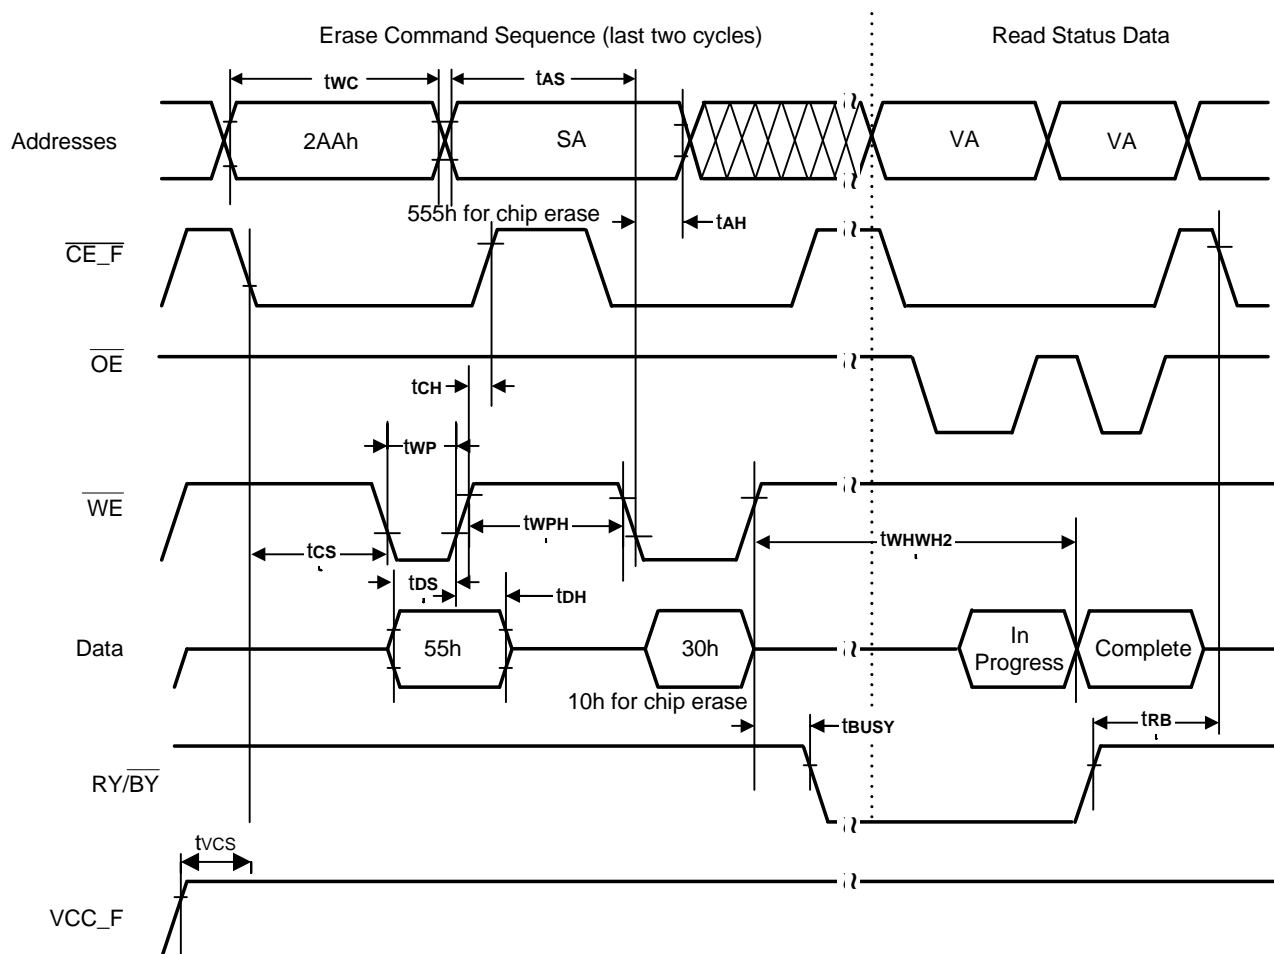 Erase Command Sequence (last two cycles)
Read Status Data
tWC
tAS
Addresses
2AAh
SA
VA
VA
555h for chip erase
tAH
CE_F
OE
tCH
tWP
WE
tWPH
tWHWH2
tCS
tDS
tDH
Data
55h
30h
In
Progress
Complete
10h for chip erase
tBUSY
tRB
RY/BY
tVCS
VCC_F